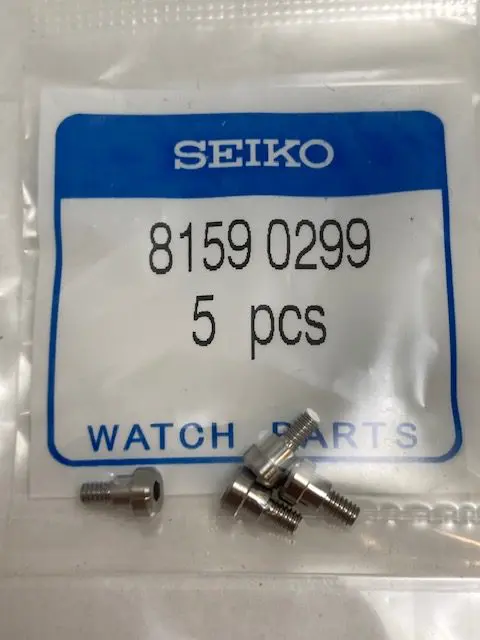 SEIKO
8159 0299
5 pcs
WATCH PARTS